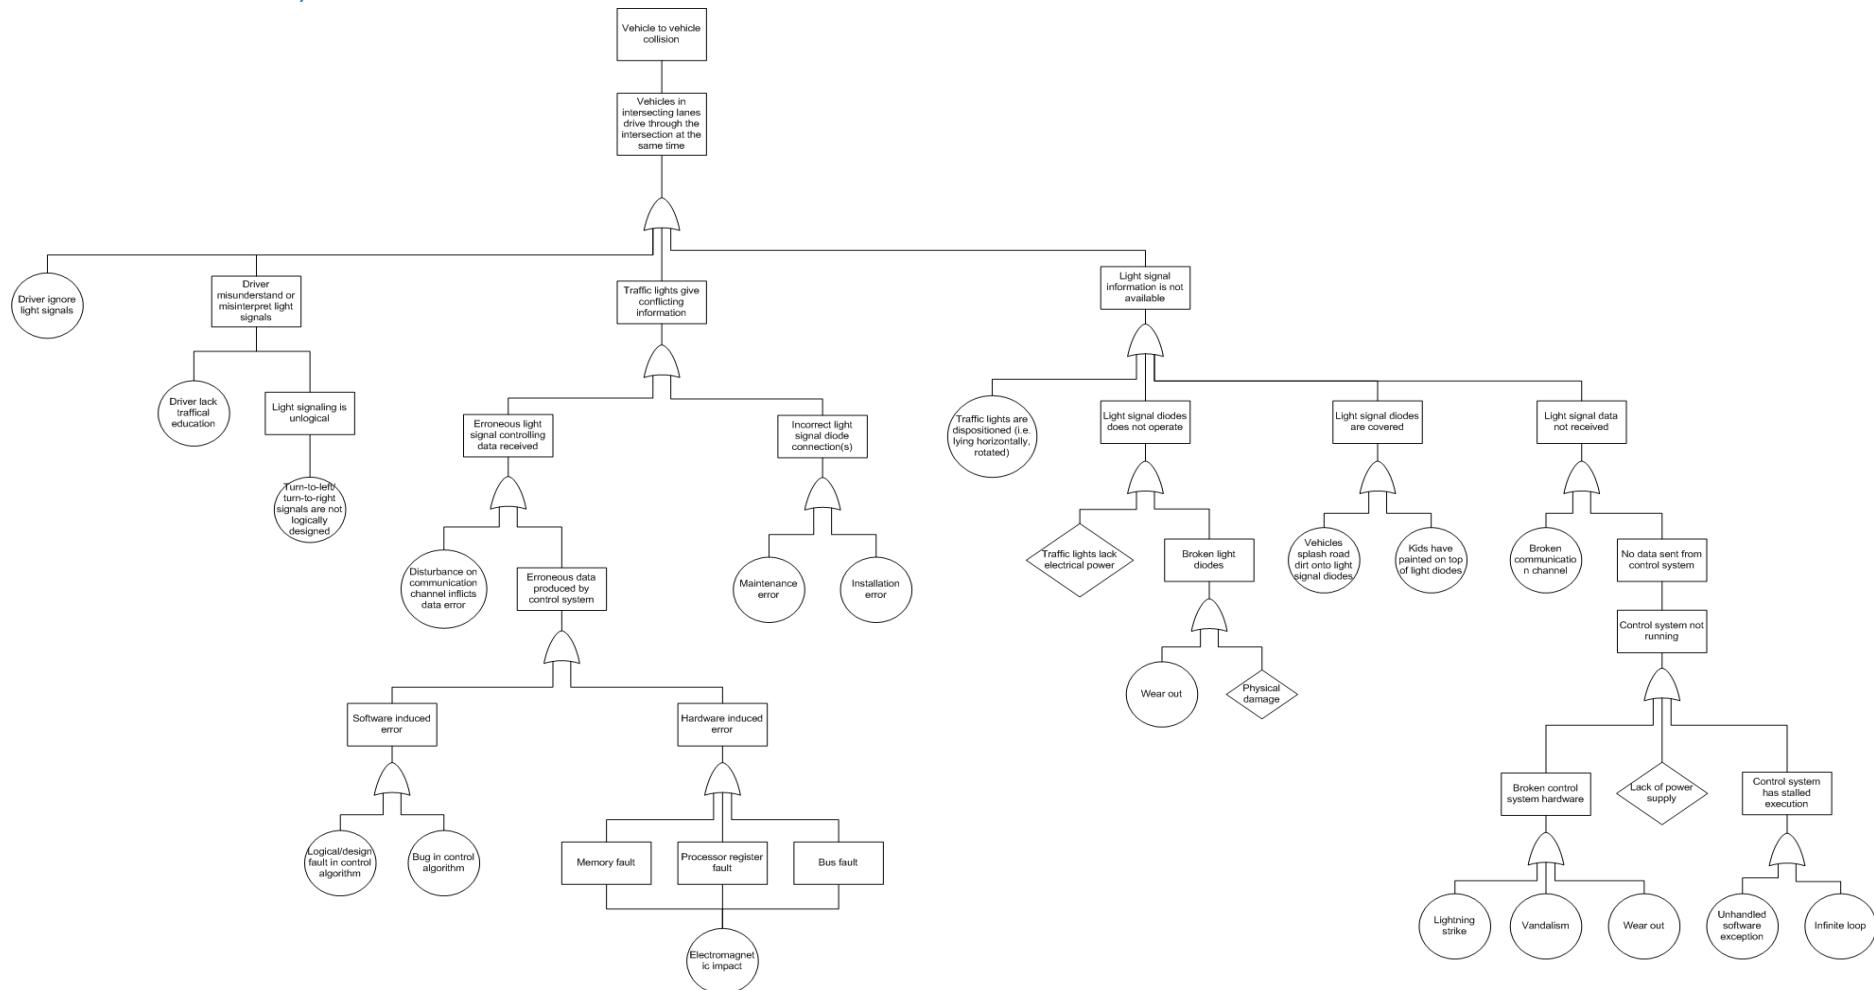 Vehicle to vehicle
collision
Vehicles in
intersecting lanes
drive through the
intersection at the
same time
Driver ignore
light signals
Driver
misunderstand or
misinterpret light
signals
Traffic lights give
conflicting
information
Light signal
information is not
available
Driver lack
traffical
education
Light signaling is
unlogical
Turn-to-left/
turn-to-right
signals are not
logically
designed
Erroneous light
signal controlling
data received
Incorrect light
signal diode
connection(s)
Traffic lights are
dispositioned (i.e.
lying horizontally,
rotated)
Light signal diodes
does not operate
Light signal diodes
are covered
Light signal data
not received
Disturbance on
communication
channel inflicts
data error
Erroneous data
produced by
control system
Maintenance
error
Installation
error
Traffic lights lack
electrical power
Broken light
diodes
Vehicles
splash road
dirt onto light
signal diodes
Kids have
painted on top
of light diodes
Broken
communicatio
n channel
No data sent from
control system
Control system not
running
Wear out
Physical
damage
Software induced
error
Hardware induced
error
Broken control
system hardware
Lack of power
supply
Control system
has stalled
execution
Logical/design
fault in control
algorithm
Bug in control
algorithm
Memory fault
Processor register
fault
Bus fault
Electromagnet
ic impact
Lightning
strike
Vandalism
Wear out
Unhandled
software
exception
Infinite loop